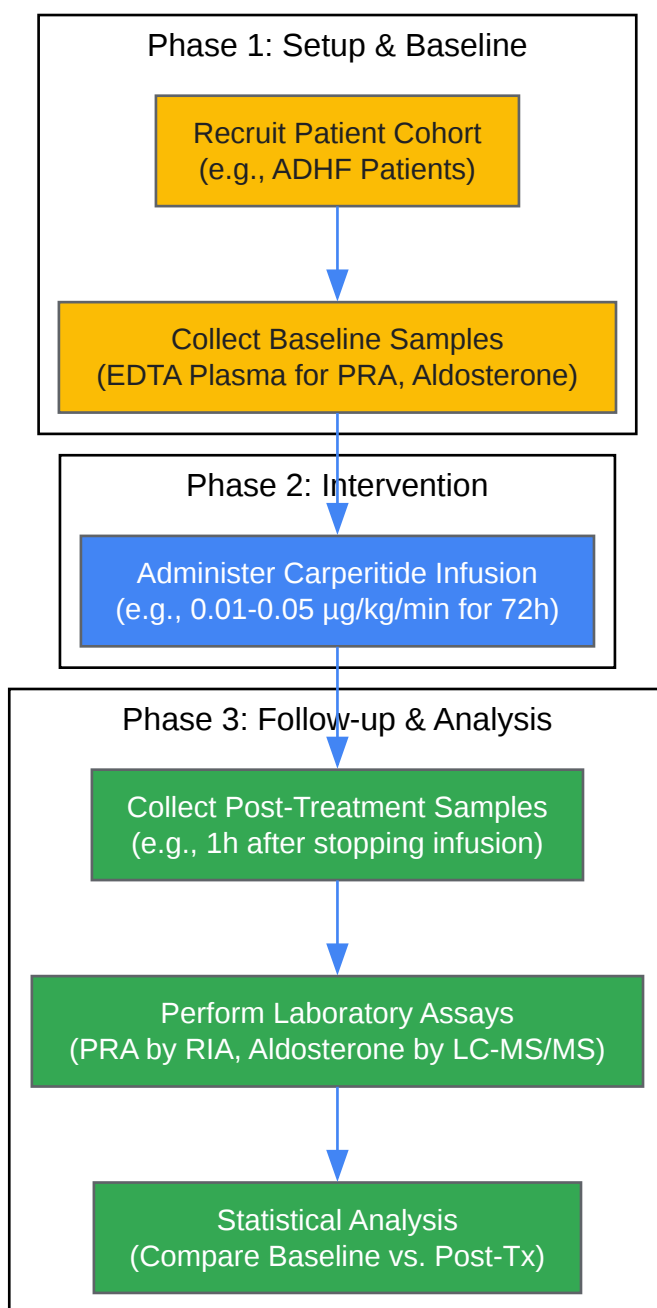 Phase 1: Setup & Baseline
Recruit Patient Cohort
(e.g., ADHF Patients)
Collect Baseline Samples
(EDTA Plasma for PRA, Aldosterone)
Phase 2: Intervention
Administer Carperitide Infusion
(e.g., 0.01-0.05 µg/kg/min for 72h)
Phase 3: Follow-up & Analysis
Collect Post-Treatment Samples
(e.g., 1h after stopping infusion)
Perform Laboratory Assays
(PRA by RIA, Aldosterone by LC-MS/MS)
Statistical Analysis
(Compare Baseline vs. Post-Tx)